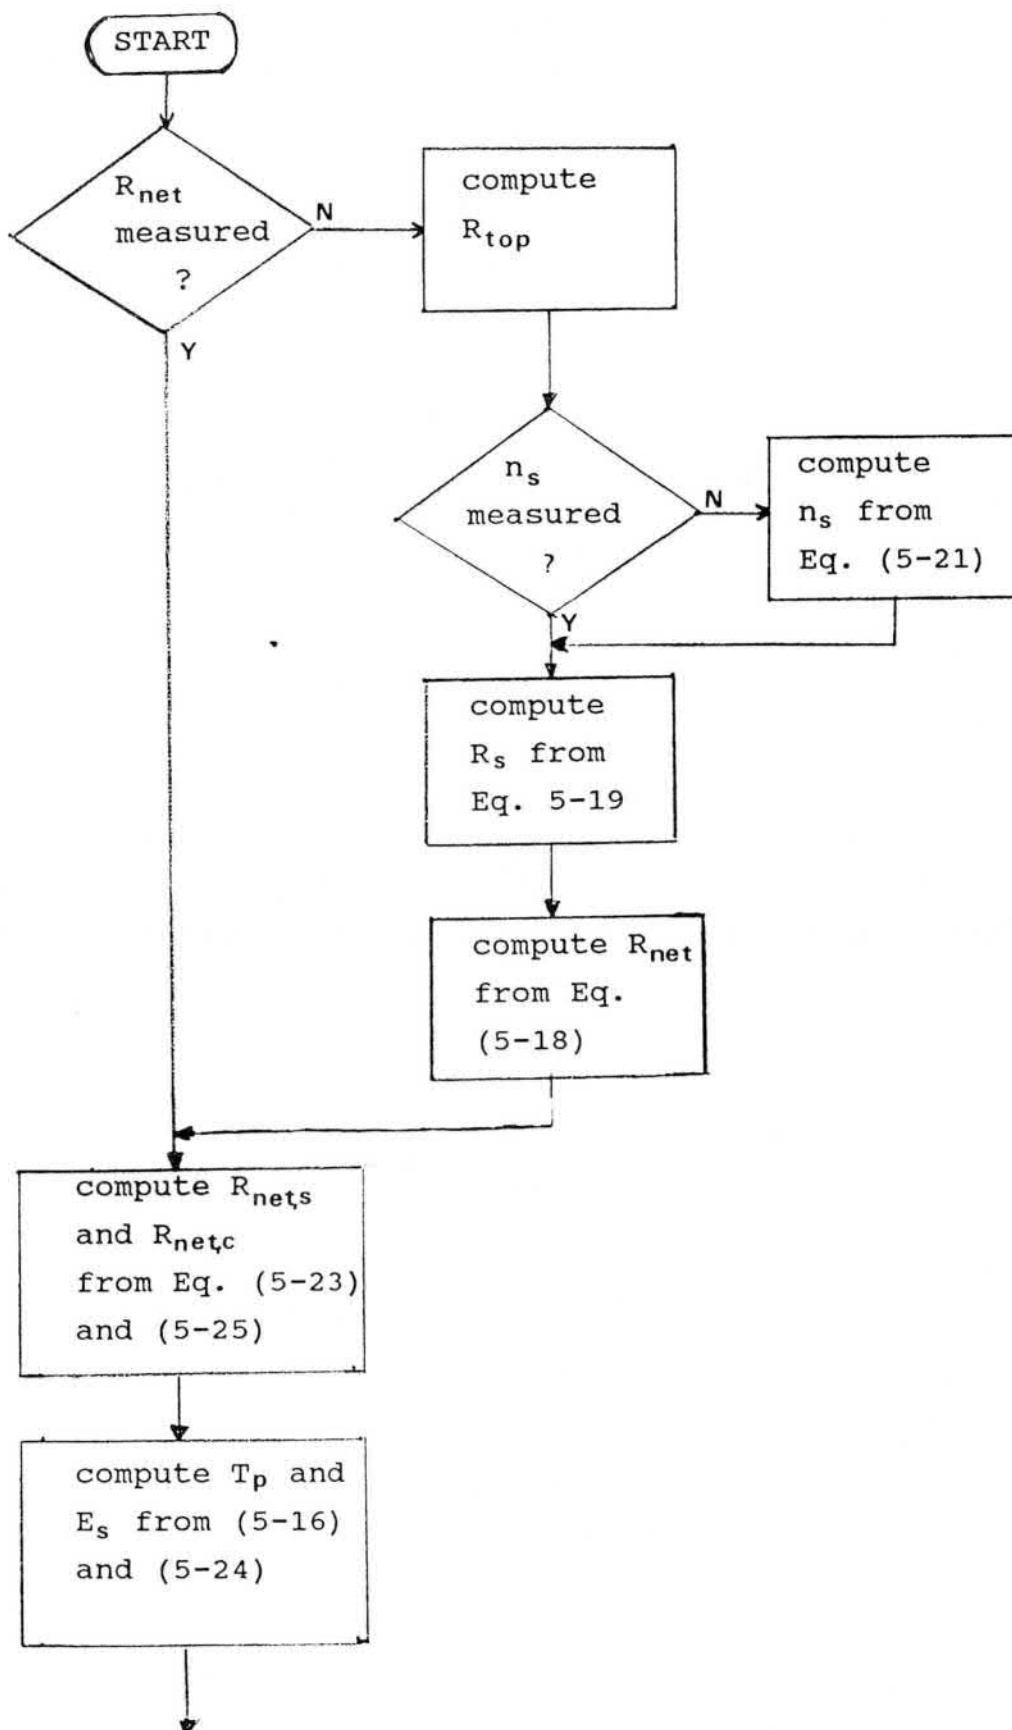 START
R_net
measured
?
N
Y
compute
R_top
n_s
measured
?
N
Y
compute
n_s from
Eq. (5-21)
compute
R_s from
Eq. 5-19
compute R_net
from Eq.
(5-18)
compute R_net,s
and R_net,c
from Eq. (5-23)
and (5-25)
compute T_p and
E_s from (5-16)
and (5-24)